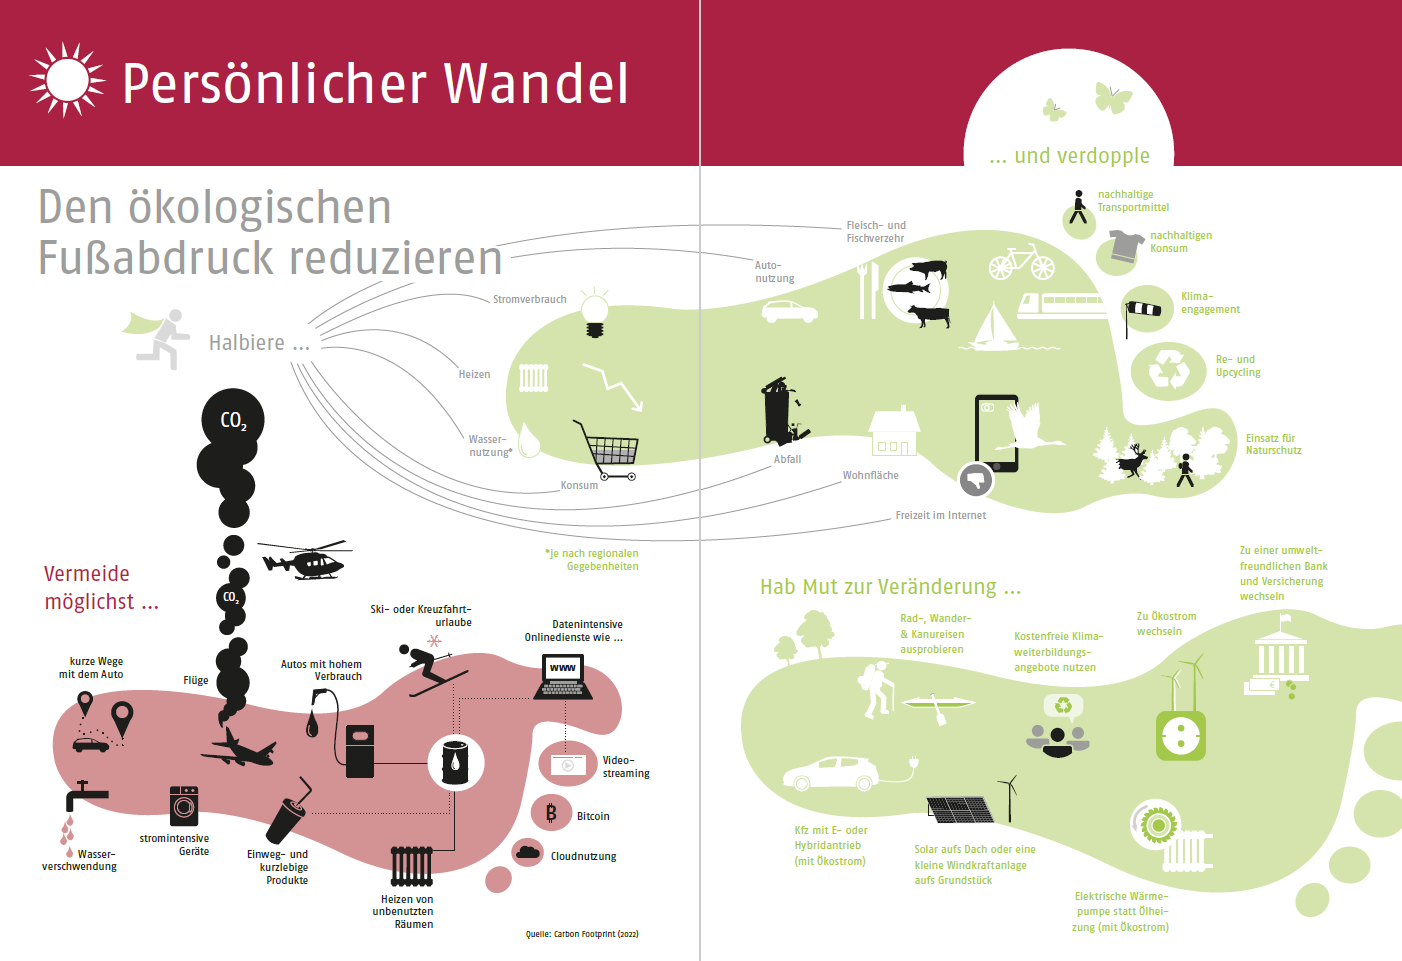 Persönlicher Wandel
... und verdopple
Den ökologischen
Fußabdruck reduzieren
Halbiere ...
Fleisch- und
Fischverzehr
Auto-
nutzung
Stromverbrauch
Heizen
Wasser-
nutzung*
Konsum
Abfall
Wohnfläche
Freizeit im Internet
*je nach regionalen
Gegebenheiten
nachhaltige
Transportmittel
nachhaltigen
Konsum
Klima-
engagement
Re- und
Upcycling
Einsatz für
Naturschutz
CO₂
CO₂
Vermeide
möglichst ...
kurze Wege
mit dem Auto
Flüge
Autos mit hohem
Verbrauch
Ski- oder Kreuzfahrt-
urlaube
Datenintensive
Onlinedienste wie ...
www
Video-
streaming
Bitcoin
Cloudnutzung
Wasser-
verschwendung
stromintensive
Geräte
Einweg- und
kurzlebige
Produkte
Heizen von
unbenutzten
Räumen
Quelle: Carbon Footprint (2022)
Hab Mut zur Veränderung ...
Rad-, Wander-
& Kanureisen
ausprobieren
Kostenfreie Klima-
weiterbildungs-
angebote nutzen
Zu Ökostrom
wechseln
Zu einer umwelt-
freundlichen Bank
und Versicherung
wechseln
€
Kfz mit E- oder
Hybridantrieb
(mit Ökostrom)
Solar aufs Dach oder eine
kleine Windkraftanlage
aufs Grundstück
Elektrische Wärme-
pumpe statt Ölhei-
zung (mit Ökostrom)